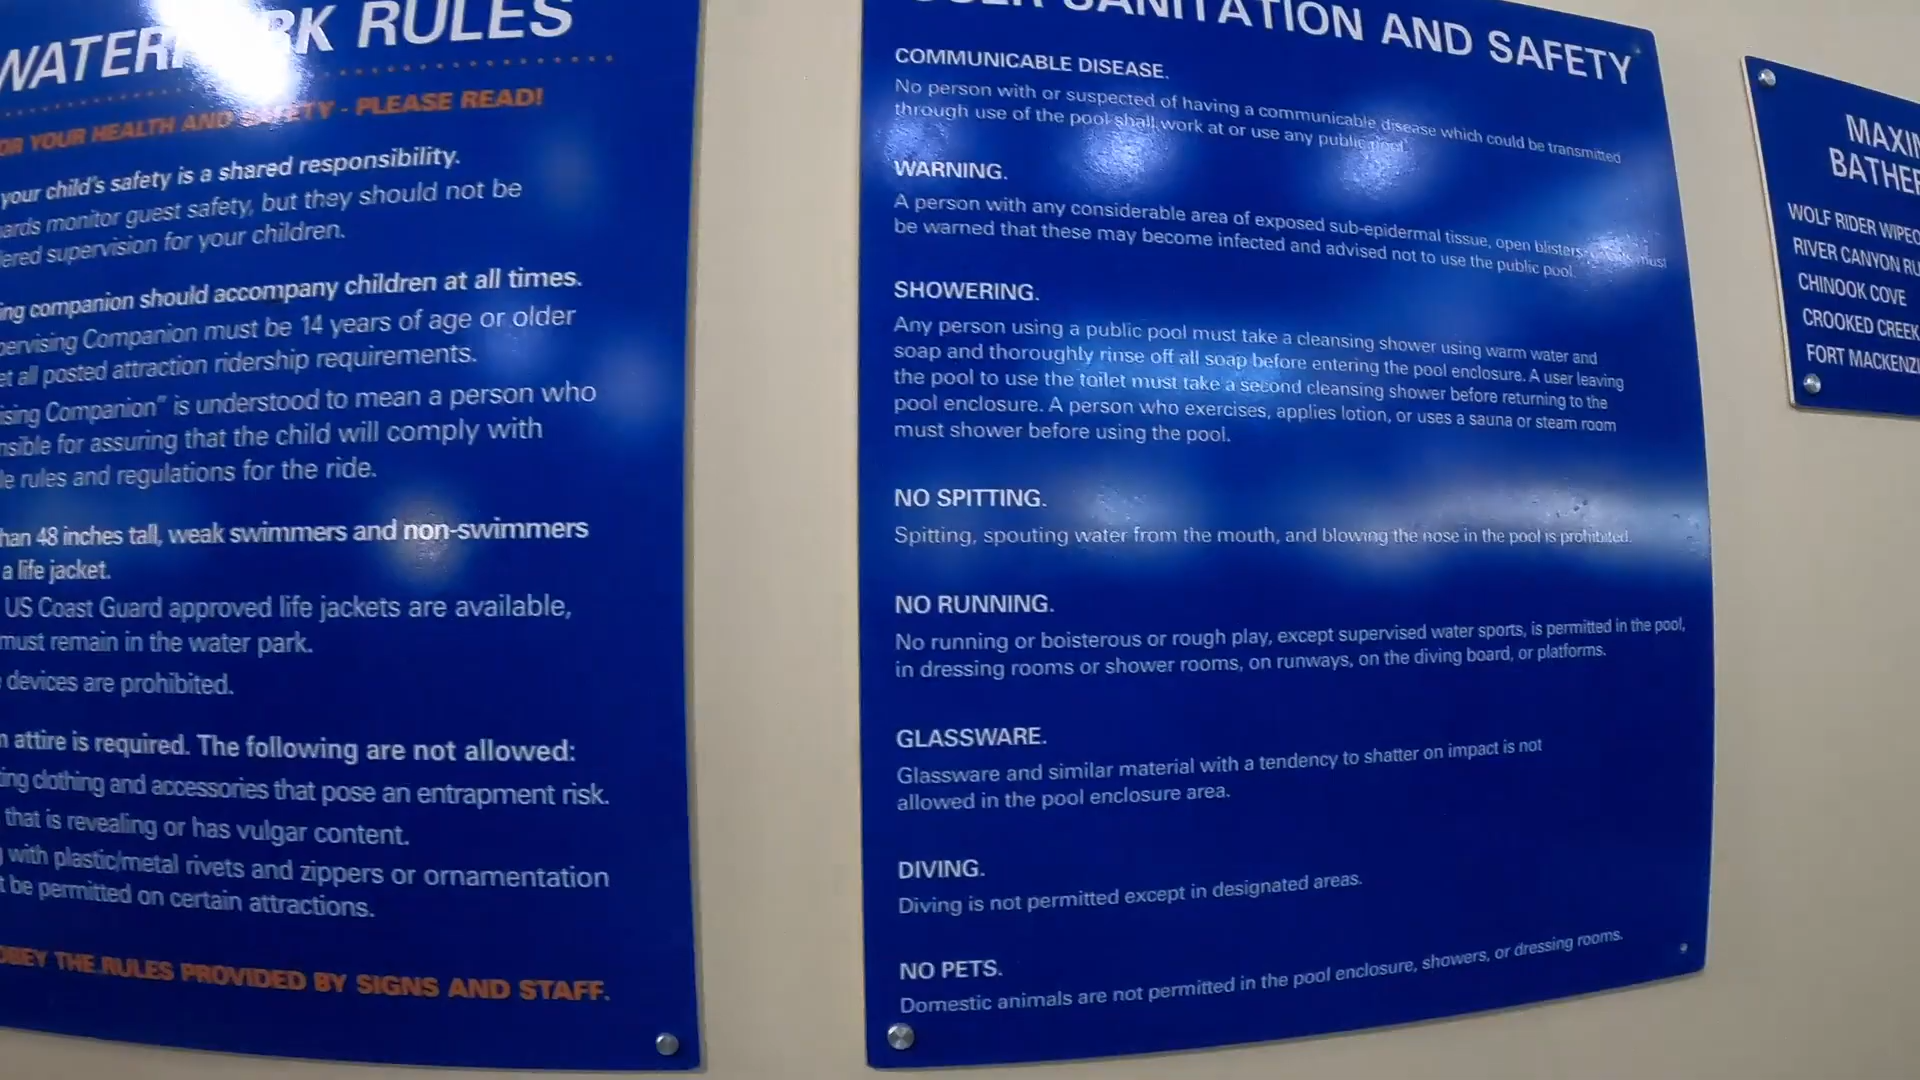 RULES
YOUR HEALTH AND SAFETY - PLEASE READ!
your child's safety is a shared responsibility.
monitor guest safety, but they should not be
supervision for your children.
companion should accompany children at all times.
Companion must be 14 years of age or older
all posted attraction ridership requirements.
Companion" is understood to mean a person who
for assuring that the child will comply with
rules and regulations for the ride.
48 inches tall, weak swimmers and non-swimmers
a life jacket.
US Coast Guard approved life jackets are available,
must remain in the water park.
devices are prohibited.
attire is required. The following are not allowed:
clothing and accessories that pose an entrapment risk.
that is revealing or has vulgar content.
with plastic/metal rivets and zippers or ornamentation
be permitted on certain attractions.
OBEY THE RULES PROVIDED BY SIGNS AND STAFF.
SANITATION AND SAFETY
COMMUNICABLE DISEASE.
No person with or suspected of having a communicable disease which could be transmitted
through use of the pool shall work at or use any public pool.
WARNING.
A person with any considerable area of exposed sub-epidermal tissue, open blisters, must
be warned that these may become infected and advised not to use the public pool.
SHOWERING.
Any person using a public pool must take a cleansing shower using warm water and
soap and thoroughly rinse off all soap before entering the pool enclosure. A user leaving
the pool to use the toilet must take a second cleansing shower before returning to the
pool enclosure. A person who exercises, applies lotion, or uses a sauna or steam room
must shower before using the pool.
NO SPITTING.
Spitting, spouting water from the mouth, and blowing the nose in the pool is prohibited.
NO RUNNING.
No running or boisterous or rough play, except supervised water sports, is permitted in the pool,
in dressing rooms or shower rooms, on runways, on the diving board, or platforms.
GLASSWARE.
Glassware and similar material with a tendency to shatter on impact is not
allowed in the pool enclosure area.
DIVING.
Diving is not permitted except in designated areas.
NO PETS.
Domestic animals are not permitted in the pool enclosure, showers, or dressing rooms.
WOLF RIDER
RIVER CANYON
CHINOOK COVE
CROOKED CREEK
FORT